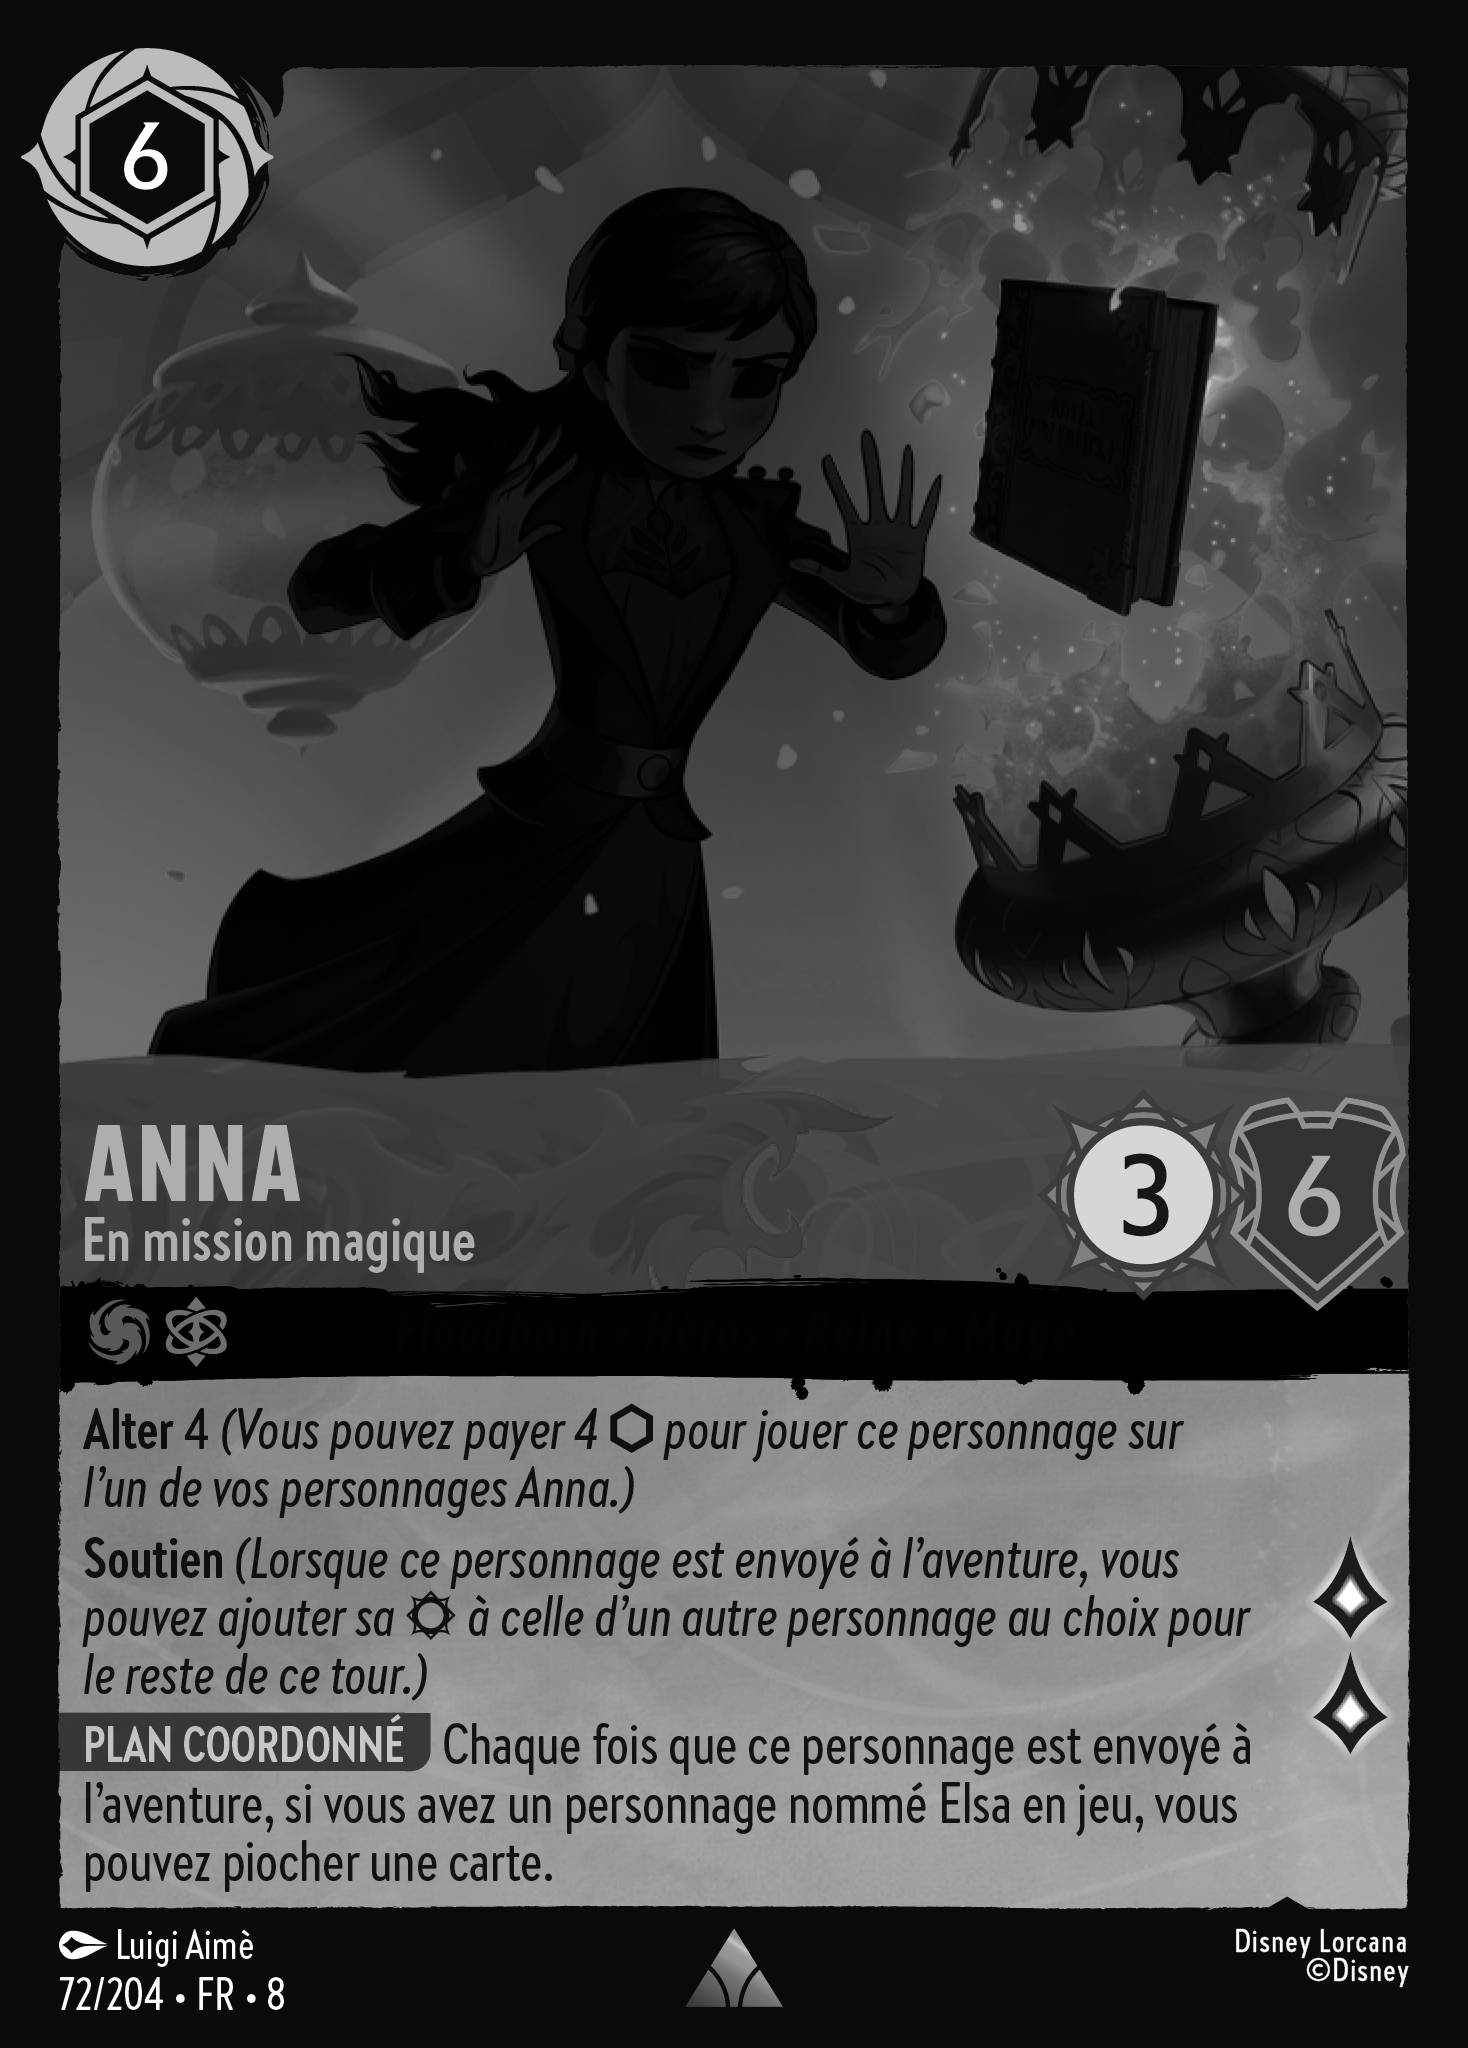 6
ANNA
En mission magique
3
6
Floodborn • Héros • Reine • Mage
Alter 4 (Vous pouvez payer 4 ⬡ pour jouer ce personnage sur
l’un de vos personnages Anna.)
Soutien (Lorsque ce personnage est envoyé à l’aventure, vous
pouvez ajouter sa ¤ à celle d’un autre personnage au choix pour
le reste de ce tour.)
PLAN COORDONNÉ Chaque fois que ce personnage est envoyé à
l’aventure, si vous avez un personnage nommé Elsa en jeu, vous
pouvez piocher une carte.
Luigi Aimè
72/204 • FR • 8
Disney Lorcana
©Disney